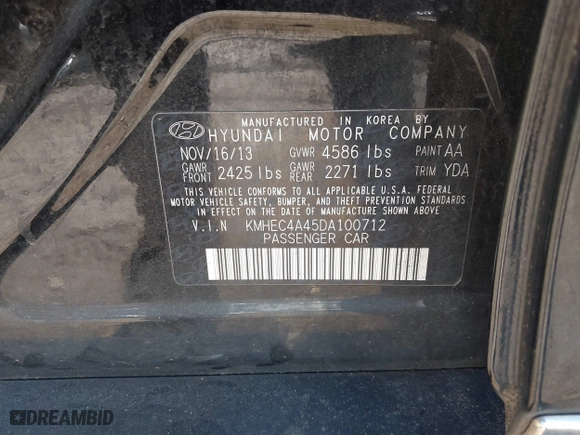 MANUFACTURED IN KOREA BY
HYUNDAI MOTOR COMPANY
NOV/16/13 GVWR 4586 lbs PAINT AA
GAWR FRONT 2425 lbs GAWR REAR 2271 lbs TRIM YDA
THIS VEHICLE CONFORMS TO ALL APPLICABLE U.S.A. FEDERAL
MOTOR VEHICLE SAFETY, BUMPER, AND THEFT PREVENTION STANDARDS
IN EFFECT ON THE DATE OF MANUFACTURE SHOWN ABOVE
V.I.N KMHEC4A45DA100712
PASSENGER CAR
DREAMBID